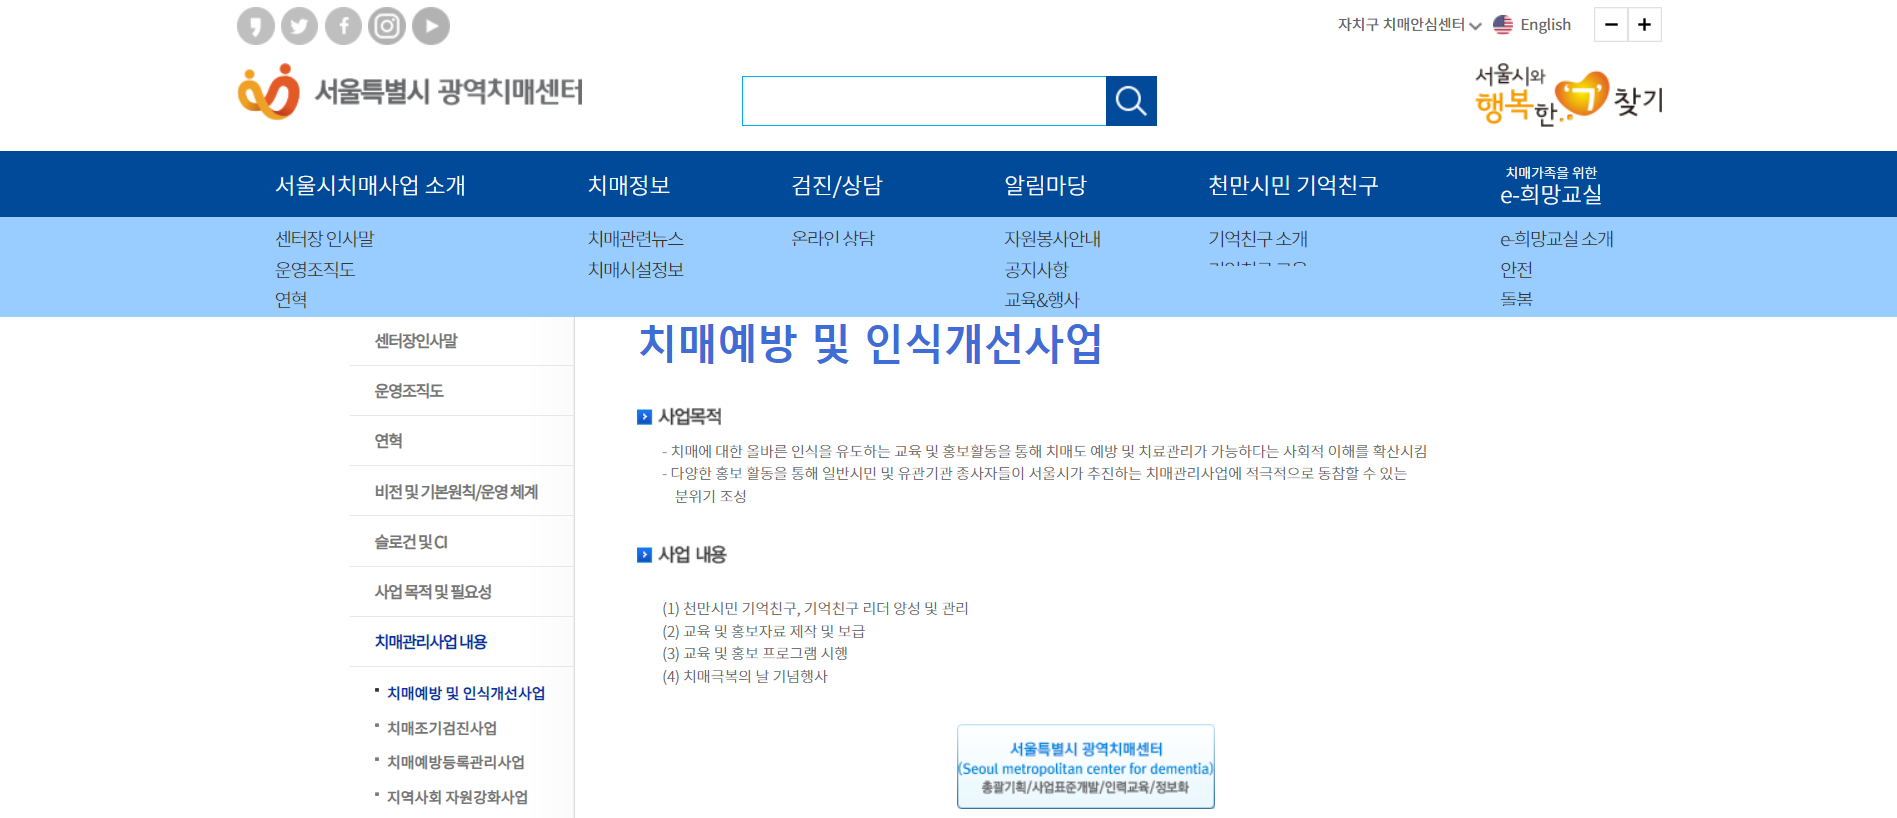 자치구 치매안심센터
English
서울특별시 광역치매센터
서울시와
행복한.. 찾기
서울시치매사업 소개
치매정보
검진/상담
알림마당
천만시민 기억친구
치매가족을 위한
e-희망교실
센터장 인사말
치매관련뉴스
온라인 상담
자원봉사안내
기억친구 소개
e-희망교실 소개
운영조직도
치매시설정보
공지사항
안전
연혁
교육&행사
돌봄
센터장인사말
운영조직도
연혁
비전 및 기본원칙/운영 체계
슬로건 및 CI
사업 목적 및 필요성
치매관리사업 내용
치매예방 및 인식개선사업
치매조기검진사업
치매예방등록관리사업
지역사회 자원강화사업
치매예방 및 인식개선사업
사업목적
- 치매에 대한 올바른 인식을 유도하는 교육 및 홍보활동을 통해 치매도 예방 및 치료관리가 가능하다는 사회적 이해를 확산시킴
- 다양한 홍보 활동을 통해 일반시민 및 유관기관 종사자들이 서울시가 추진하는 치매관리사업에 적극적으로 동참할 수 있는
분위기 조성
사업 내용
(1) 천만시민 기억친구, 기억친구 리더 양성 및 관리
(2) 교육 및 홍보자료 제작 및 보급
(3) 교육 및 홍보 프로그램 시행
(4) 치매극복의 날 기념행사
서울특별시 광역치매센터
(Seoul metropolitan center for dementia)
총괄기획/사업표준개발/인력교육/정보화